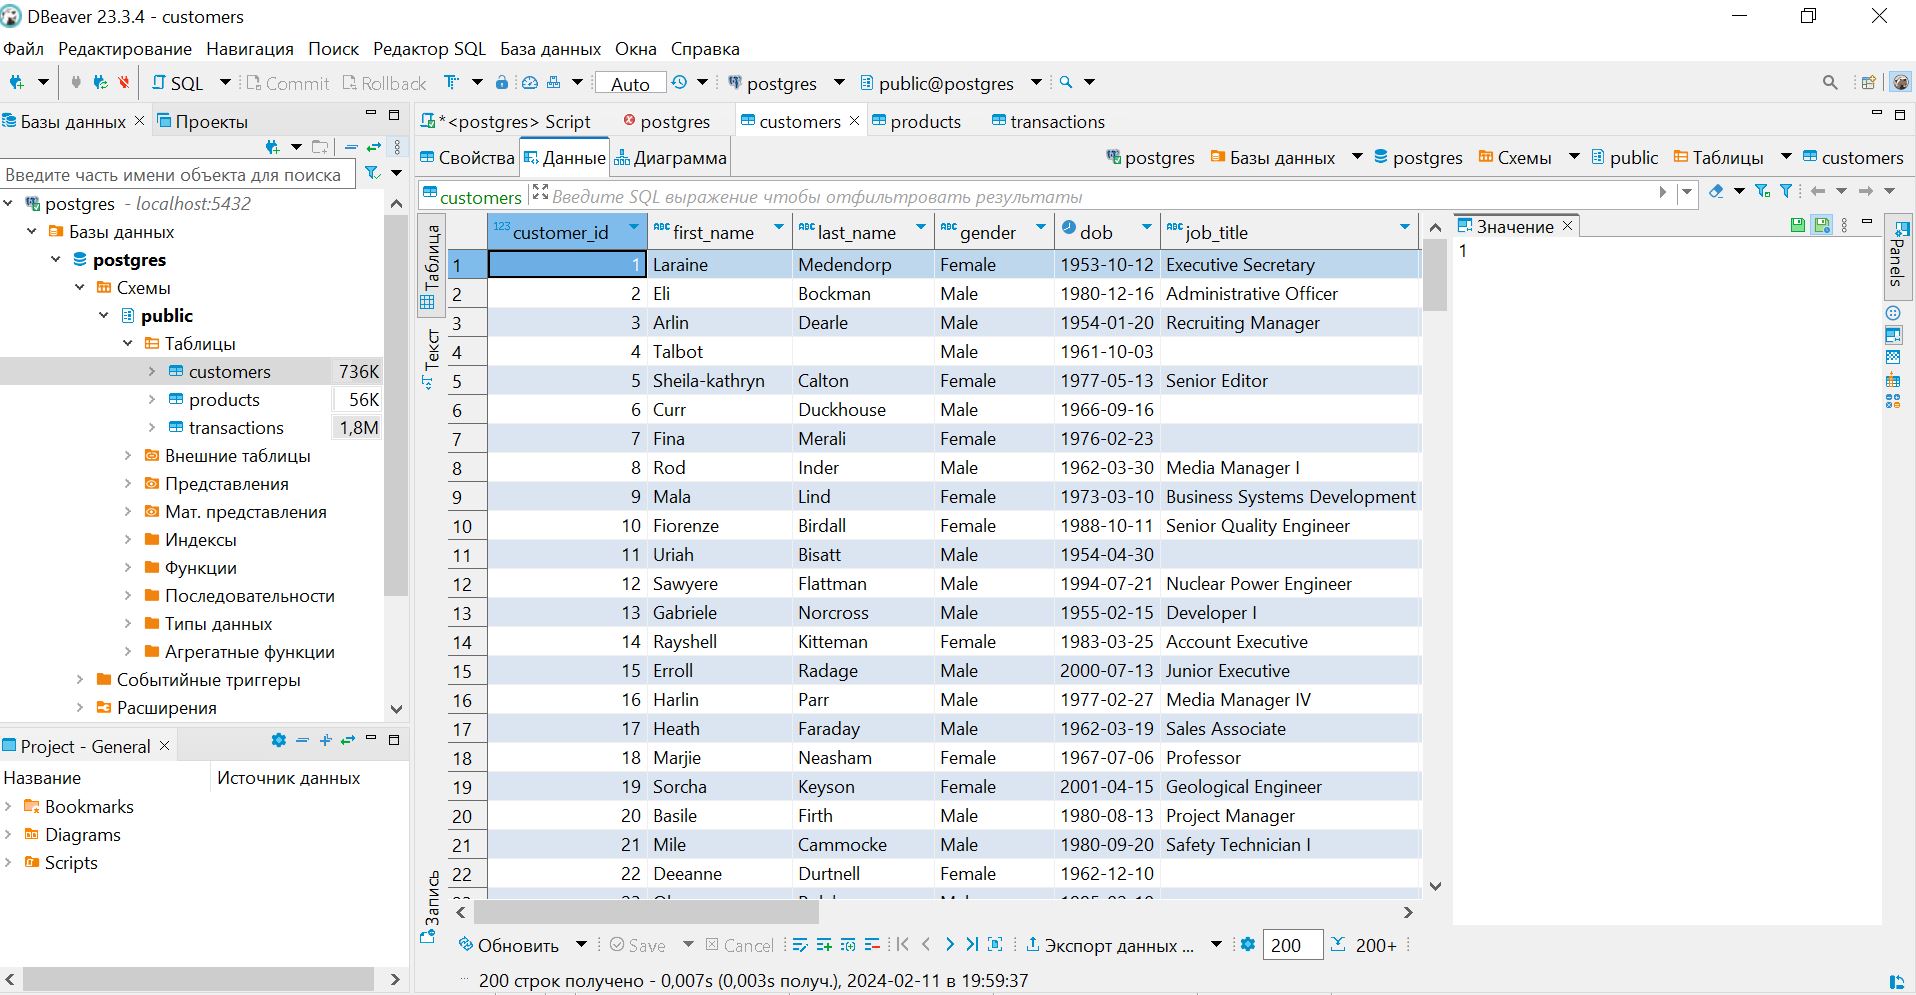 DBeaver 23.3.4 - customers
Файл Редактирование Навигация Поиск Редактор SQL База данных Окна Справка
SQL Commit Rollback Auto postgres public@postgres
Базы данных Проекты
*<postgres> Script postgres customers products transactions
Свойства Данные Диаграмма postgres Базы данных postgres Схемы public Таблицы customers
Введите часть имени объекта для поиска
customers Введите SQL выражение чтобы отфильтровать результаты
postgres - localhost:5432
Базы данных
postgres
Схемы
public
Таблицы
customers 736K
products 56K
transactions 1,8M
Внешние таблицы
Представления
Мат. представления
Индексы
Функции
Последовательности
Типы данных
Агрегатные функции
Событийные триггеры
Расширения
Project - General
Название Источник данных
Bookmarks
Diagrams
Scripts
Таблица
Текст
Запись
123 customer_id ABC first_name ABC last_name ABC gender dob ABC job_title
1 1 Laraine Medendorp Female 1953-10-12 Executive Secretary
2 2 Eli Bockman Male 1980-12-16 Administrative Officer
3 3 Arlin Dearle Male 1954-01-20 Recruiting Manager
4 4 Talbot Male 1961-10-03
5 5 Sheila-kathryn Calton Female 1977-05-13 Senior Editor
6 6 Curr Duckhouse Male 1966-09-16
7 7 Fina Merali Female 1976-02-23
8 8 Rod Inder Male 1962-03-30 Media Manager I
9 9 Mala Lind Female 1973-03-10 Business Systems Development
10 10 Fiorenze Birdall Female 1988-10-11 Senior Quality Engineer
11 11 Uriah Bisatt Male 1954-04-30
12 12 Sawyere Flattman Male 1994-07-21 Nuclear Power Engineer
13 13 Gabriele Norcross Male 1955-02-15 Developer I
14 14 Rayshell Kitteman Female 1983-03-25 Account Executive
15 15 Erroll Radage Male 2000-07-13 Junior Executive
16 16 Harlin Parr Male 1977-02-27 Media Manager IV
17 17 Heath Faraday Male 1962-03-19 Sales Associate
18 18 Marjie Neasham Female 1967-07-06 Professor
19 19 Sorcha Keyson Female 2001-04-15 Geological Engineer
20 20 Basile Firth Male 1980-08-13 Project Manager
21 21 Mile Cammocke Male 1980-09-20 Safety Technician I
22 22 Deeanne Durtnell Female 1962-12-10
Значение
1
Panels
Обновить Save Cancel Экспорт данных ... 200 200+
200 строк получено - 0,007s (0,003s получ.), 2024-02-11 в 19:59:37